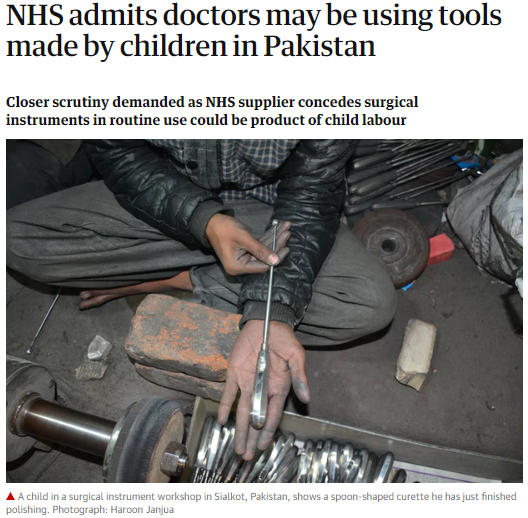 NHS admits doctors may be using tools
made by children in Pakistan
Closer scrutiny demanded as NHS supplier concedes surgical
instruments in routine use could be product of child labour
A child in a surgical instrument workshop in Sialkot, Pakistan, shows a spoon-shaped curette he has just finished
polishing. Photograph: Haroon Janjua